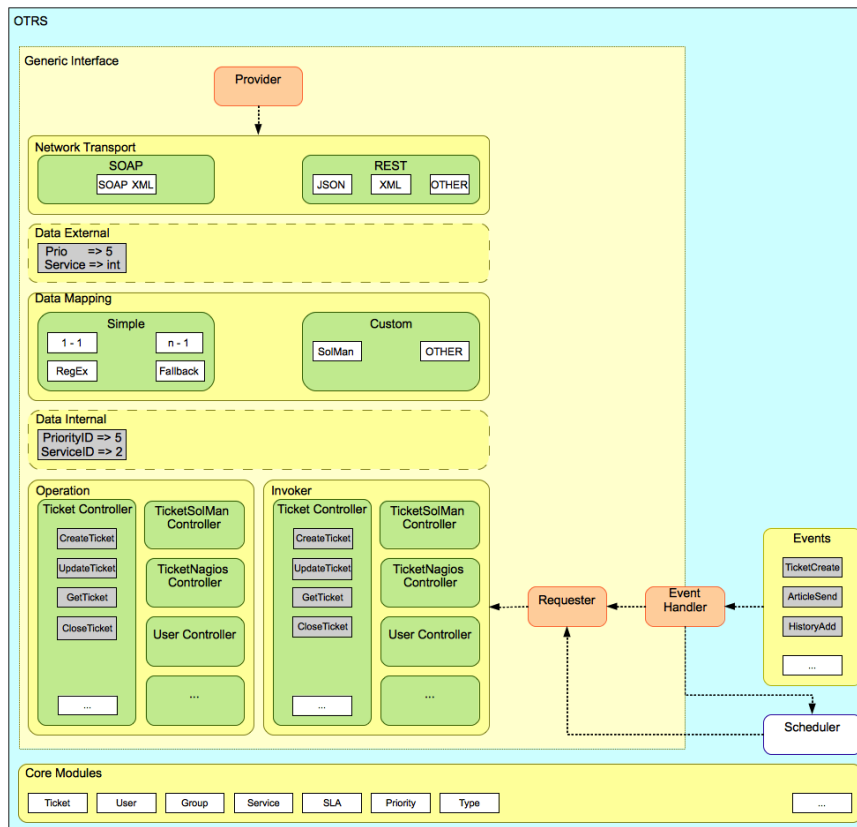 OTRS
Generic Interface
Provider
Network Transport
SOAP
SOAP XML
REST
JSON
XML
OTHER
Data External
Prio => 5
Service => int
Data Mapping
Simple
1 - 1
n - 1
RegEx
Fallback
Custom
SolMan
OTHER
Data Internal
PriorityID => 5
ServiceID => 2
Operation
Ticket Controller
CreateTicket
UpdateTicket
GetTicket
CloseTicket
...
TicketSolMan
Controller
TicketNagios
Controller
User Controller
...
Invoker
Ticket Controller
CreateTicket
UpdateTicket
GetTicket
CloseTicket
...
TicketSolMan
Controller
TicketNagios
Controller
User Controller
...
Requester
Event
Handler
Events
TicketCreate
ArticleSend
HistoryAdd
...
Scheduler
Core Modules
Ticket
User
Group
Service
SLA
Priority
Type
...